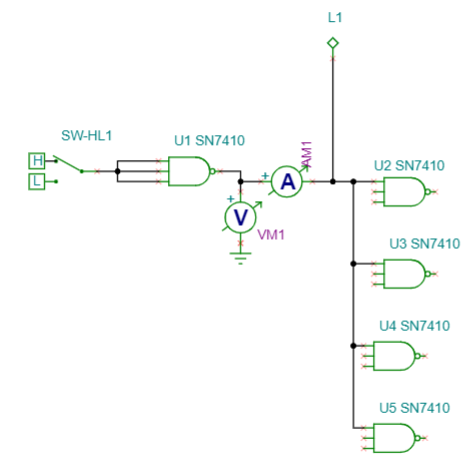 L1
SW-HL1
H
L
U1 SN7410
+
A
AM1
+
V
VM1
U2 SN7410
U3 SN7410
U4 SN7410
U5 SN7410